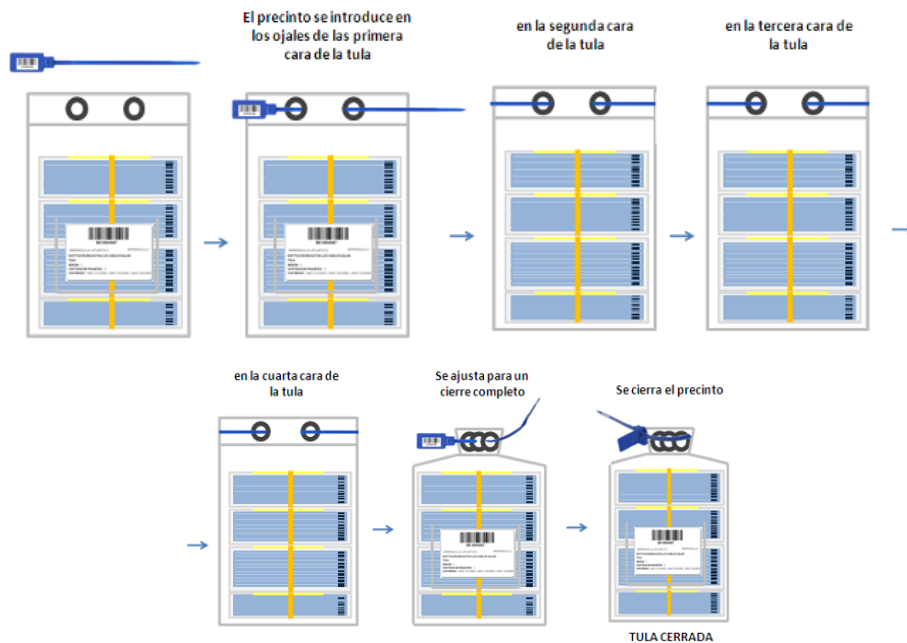 El precinto se introduce en
los ojales de las primera
cara de la tula
en la segunda cara
de la tula
en la tercera cara de
la tula
en la cuarta cara de
la tula
Se ajusta para un
cierre completo
Se cierra el precinto
TULA CERRADA